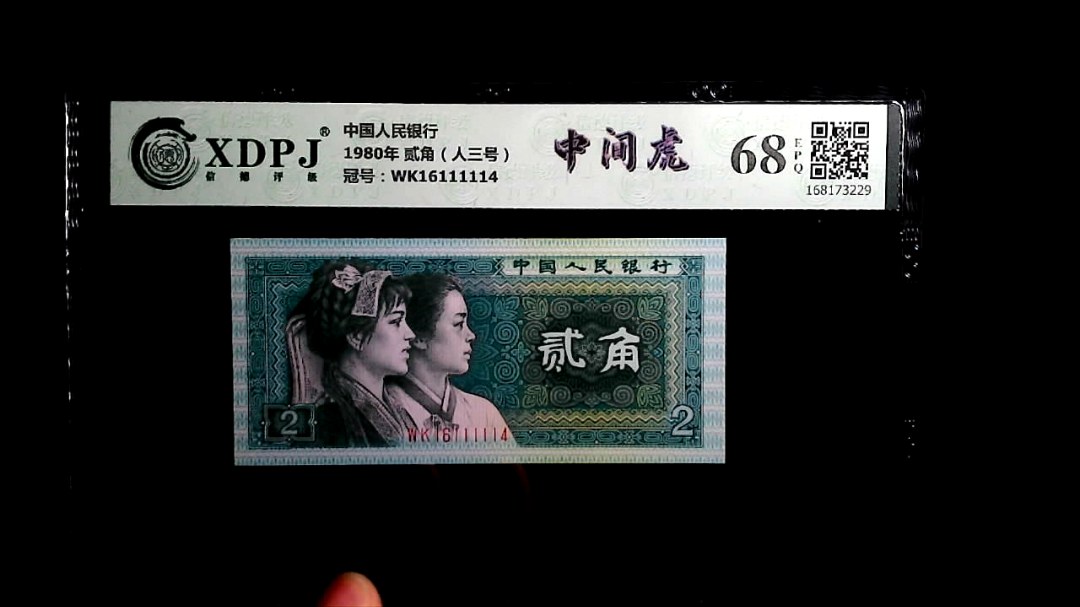 XDPJ®
信 德 评 级
中国人民银行
1980年 贰角（人三号）
冠号：WK16111114
中间虎
68
EPQ
168173229
中国人民银行
贰角
2
2
WK16111114